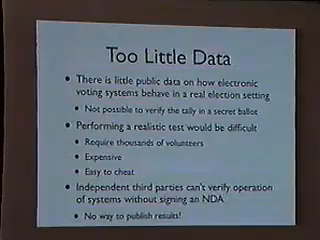 Too Little Data
• There is little public data on how electronic
voting systems behave in a real election setting
• Not possible to verify the tally in a secret ballot
• Performing a realistic test would be difficult
• Require thousands of volunteers
• Expensive
• Easy to cheat
• Independent third parties can't verify operation
of systems without signing an NDA
• No way to publish results!